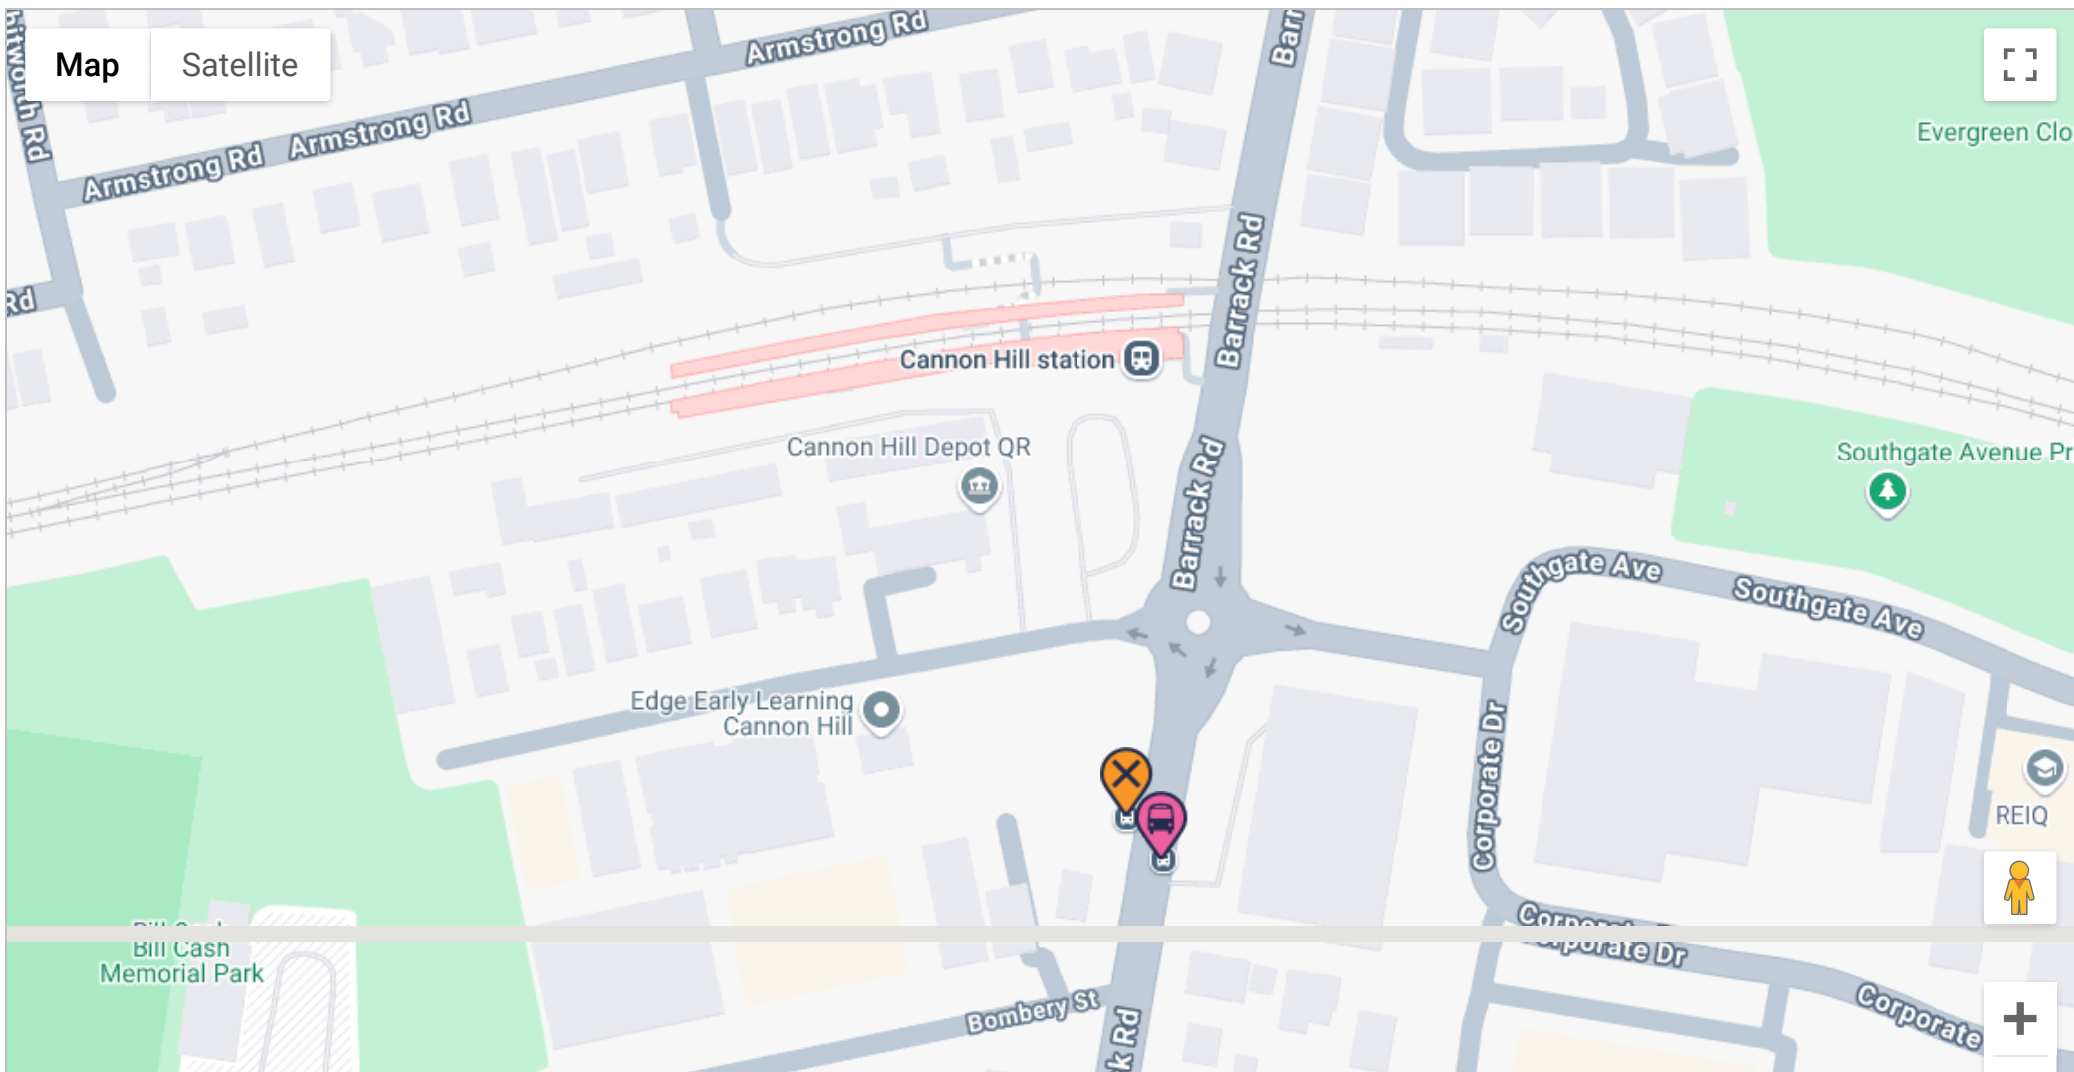 Map
Satellite
Armstrong Rd
Armstrong Rd
Armstrong Rd
Barr
Evergreen Clo
Rd
Barrack Rd
Cannon Hill station
Cannon Hill Depot QR
Barrack Rd
Southgate Avenue Pr
Southgate Ave
Southgate Ave
Edge Early Learning
Cannon Hill
Corporate Dr
REIQ
Bill Cash
Memorial Park
Corporate Dr
Bombery St
Corporate
k Rd